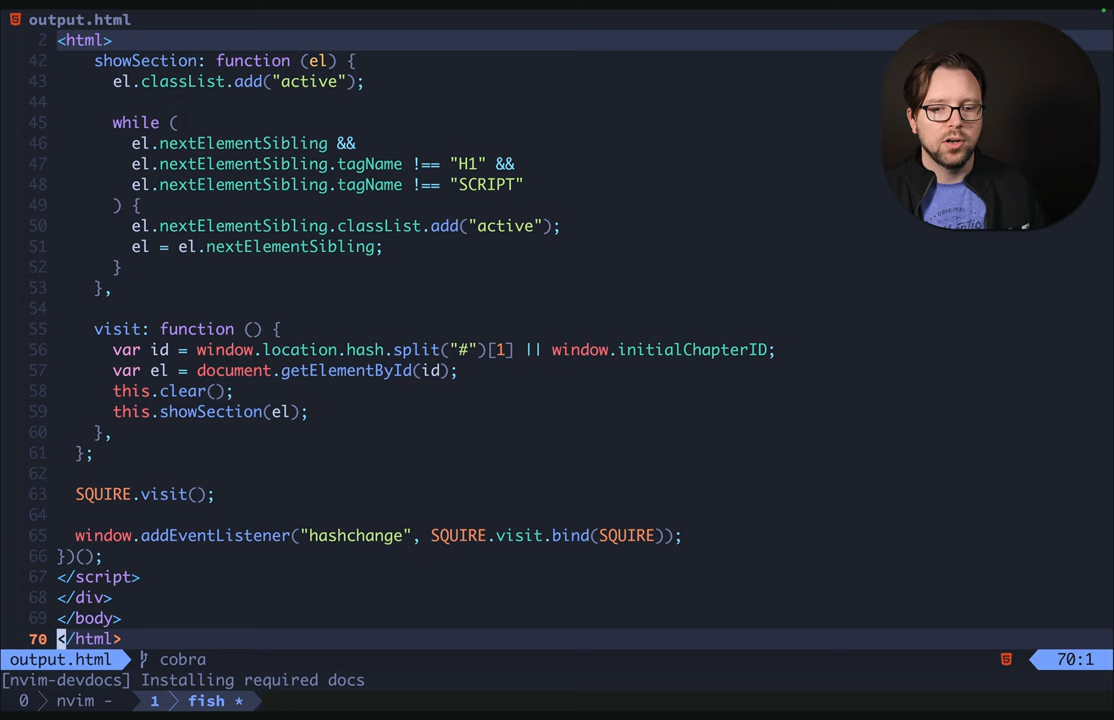 output.html
2 <html>
42 showSection: function (el) {
43 el.classList.add("active");
44
45 while (
46 el.nextElementSibling &&
47 el.nextElementSibling.tagName !== "H1" &&
48 el.nextElementSibling.tagName !== "SCRIPT"
49 ) {
50 el.nextElementSibling.classList.add("active");
51 el = el.nextElementSibling;
52 }
53 },
54
55 visit: function () {
56 var id = window.location.hash.split("#")[1] || window.initialChapterID;
57 var el = document.getElementById(id);
58 this.clear();
59 this.showSection(el);
60 },
61 };
62
63 SQUIRE.visit();
64
65 window.addEventListener("hashchange", SQUIRE.visit.bind(SQUIRE));
66 })();
67 </script>
68 </div>
69 </body>
70 </html>
output.html cobra 70:1
[nvim-devdocs] Installing required docs
0 nvim - 1 fish *
ORIGINAL